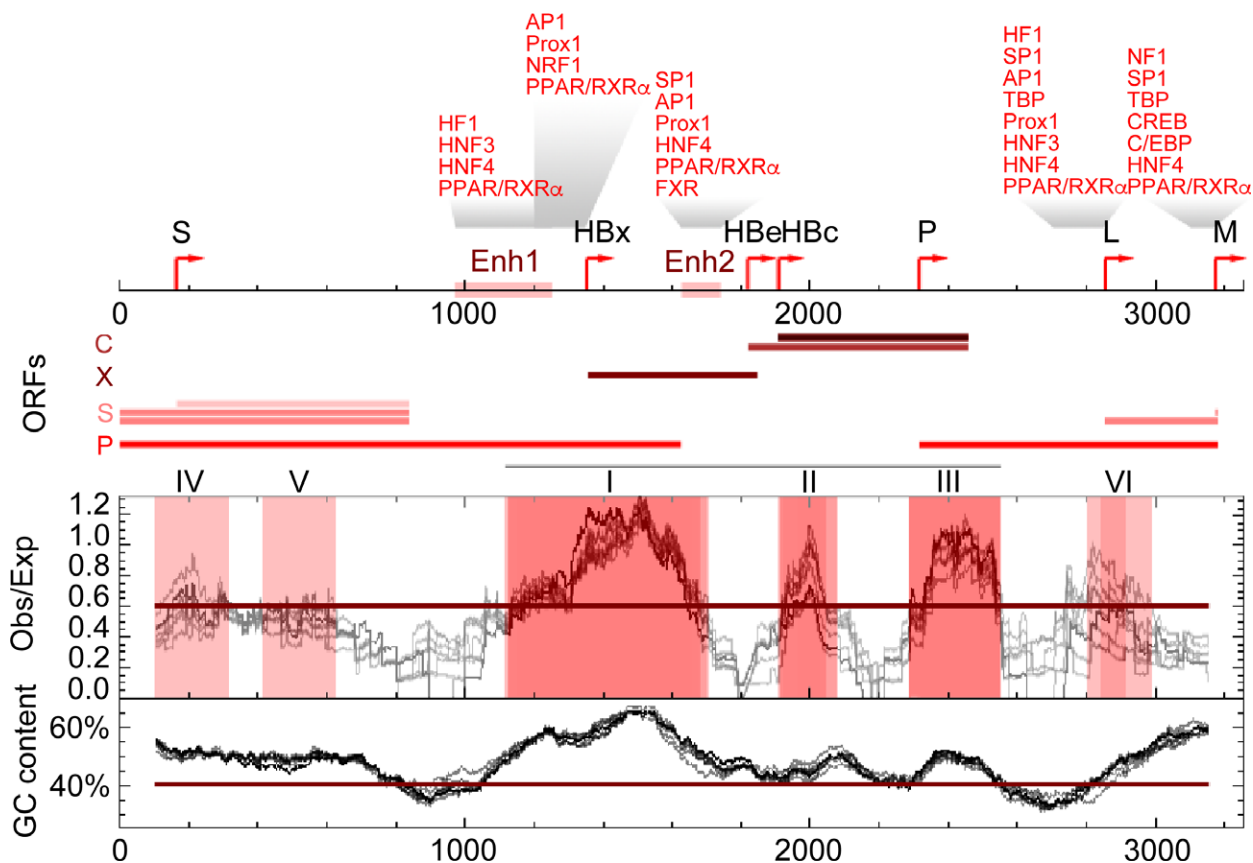 AP1
Prox1
NRF1
PPAR/RXRα
HF1
HNF3
HNF4
PPAR/RXRα
SP1
AP1
Prox1
HNF4
PPAR/RXRα
FXR
HF1
SP1
AP1
TBP
Prox1
HNF3
HNF4
PPAR/RXRα
NF1
SP1
TBP
CREB
C/EBP
HNF4
PPAR/RXRα
S HBx HBe HBc P L M
Enh1 Enh2
0 1000 2000 3000
ORFs
C
X
S
P
IV V I II III VI
Obs/Exp
1.2
1.0
0.8
0.6
0.4
0.2
0.0
GC content
60%
40%
0 1000 2000 3000